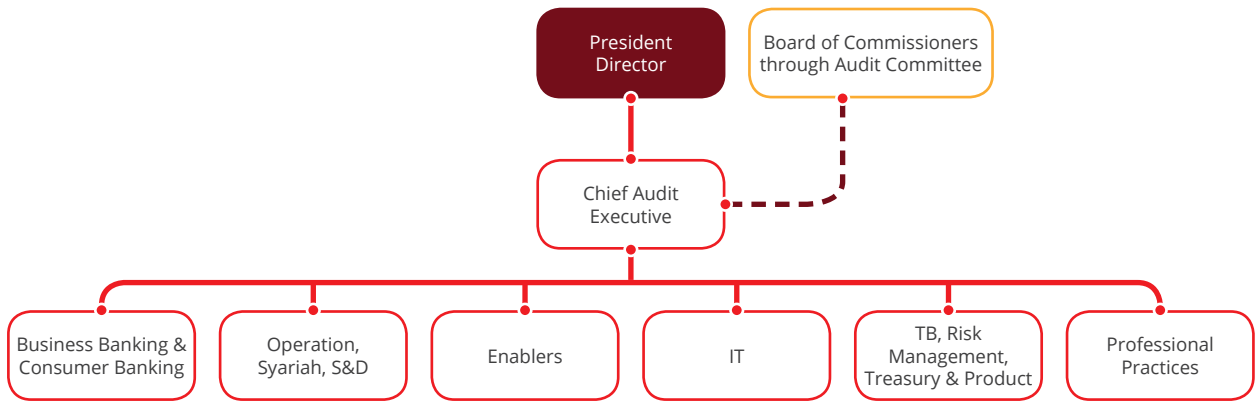 President
Director
Board of Commissioners
through Audit Committee
Chief Audit
Executive
Business Banking &
Consumer Banking
Operation,
Syariah, S&D
Enablers
IT
TB, Risk
Management,
Treasury & Product
Professional
Practices